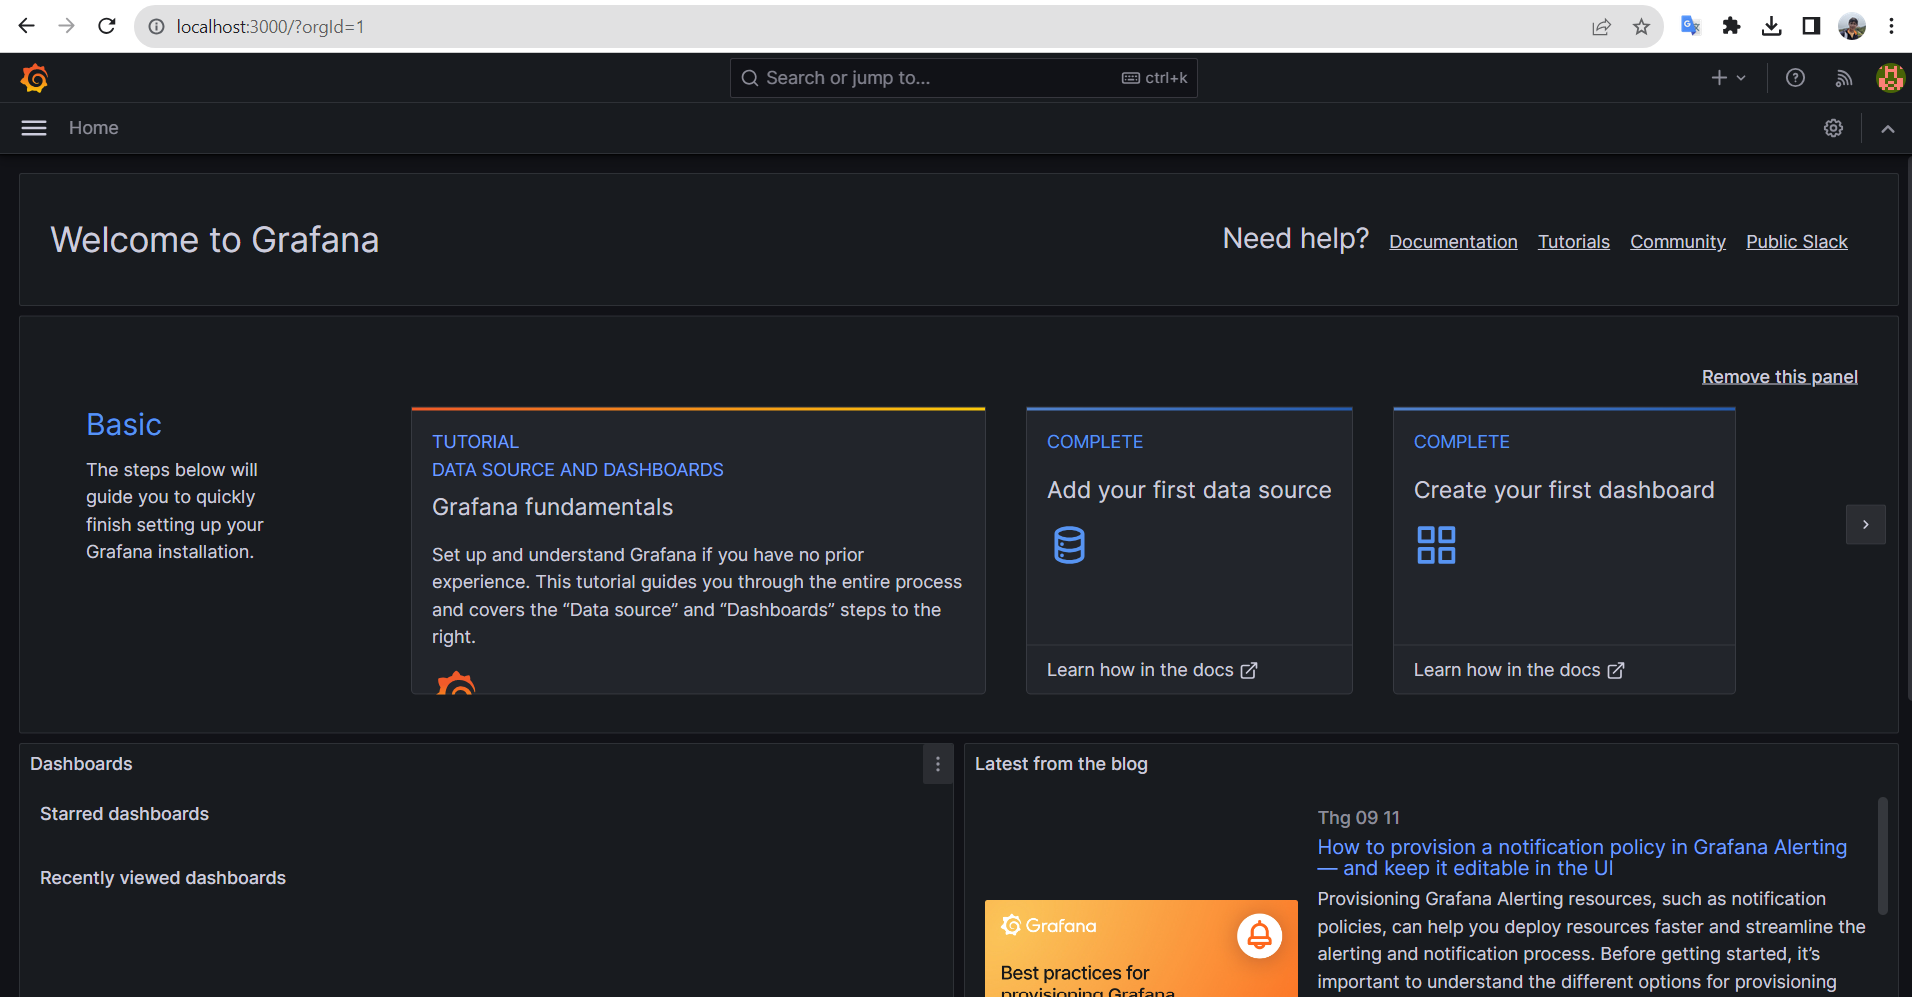 localhost:3000/?orgId=1
Search or jump to...
ctrl+k
Home
Welcome to Grafana
Need help?
Documentation
Tutorials
Community
Public Slack
Remove this panel
Basic
The steps below will
guide you to quickly
finish setting up your
Grafana installation.
TUTORIAL
DATA SOURCE AND DASHBOARDS
Grafana fundamentals
Set up and understand Grafana if you have no prior
experience. This tutorial guides you through the entire process
and covers the “Data source” and “Dashboards” steps to the
right.
COMPLETE
Add your first data source
Learn how in the docs
COMPLETE
Create your first dashboard
Learn how in the docs
Dashboards
Starred dashboards
Recently viewed dashboards
Latest from the blog
Thg 09 11
How to provision a notification policy in Grafana Alerting
— and keep it editable in the UI
Provisioning Grafana Alerting resources, such as notification
policies, can help you deploy resources faster and streamline the
alerting and notification process. Before getting started, it’s
important to understand the different options for provisioning
Grafana
Best practices for
provisioning Grafana